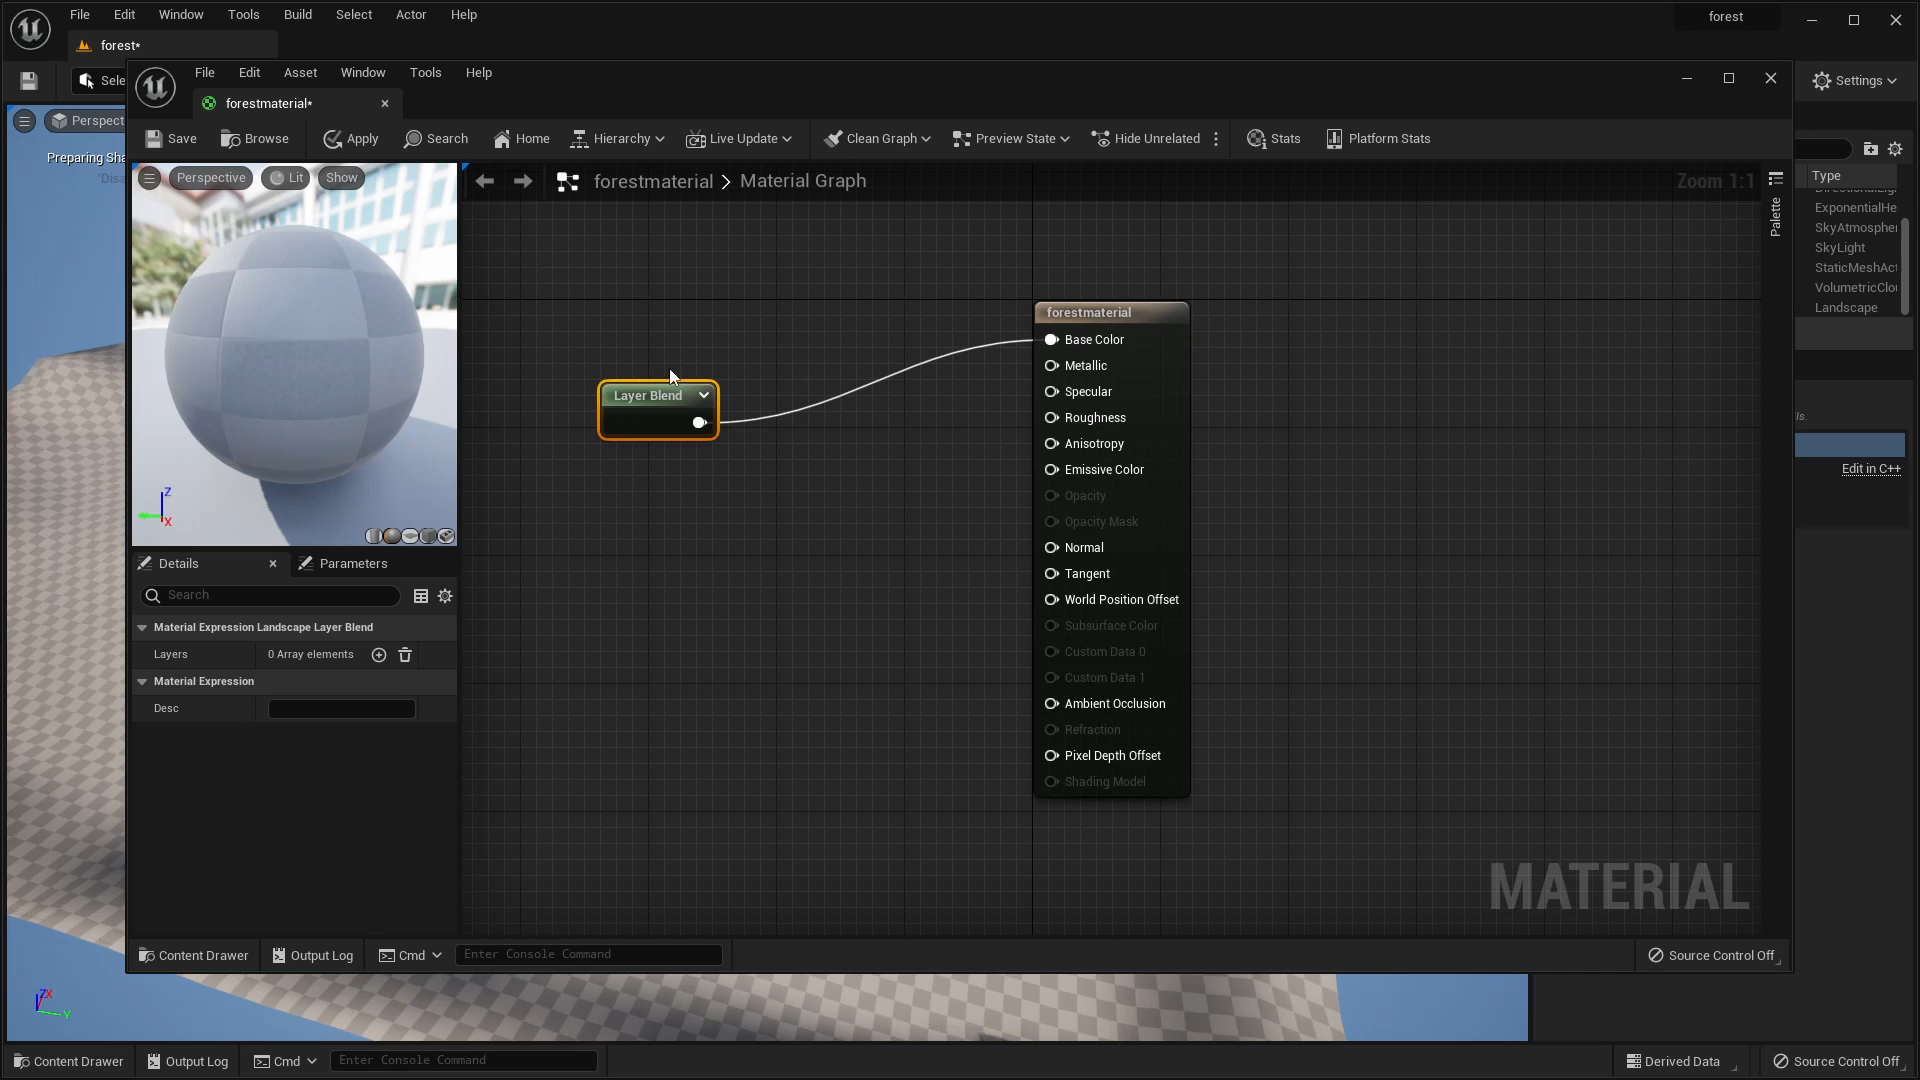 File Edit Window Tools Build Select Actor Help
forest
forest*
Sele
Settings
File Edit Asset Window Tools Help
forestmaterial*
Save Browse Apply Search Home Hierarchy Live Update Clean Graph Preview State Hide Unrelated Stats Platform Stats
Perspect
Preparing Sha
"Disa
Perspective Lit Show
forestmaterial > Material Graph
Zoom 1:1
Palette
Type
ExponentialHe
SkyAtmospher
SkyLight
StaticMeshAct
VolumetricClou
Landscape
ls.
Edit in C++
forestmaterial
Base Color
Metallic
Specular
Roughness
Anisotropy
Emissive Color
Opacity
Opacity Mask
Normal
Tangent
World Position Offset
Subsurface Color
Custom Data 0
Custom Data 1
Ambient Occlusion
Refraction
Pixel Depth Offset
Shading Model
Layer Blend
Z
X
Details Parameters
Search
Material Expression Landscape Layer Blend
Layers 0 Array elements
Material Expression
Desc
MATERIAL
Content Drawer Output Log Cmd Enter Console Command Source Control Off
Z X
Y
Content Drawer Output Log Cmd Enter Console Command Derived Data Source Control Off